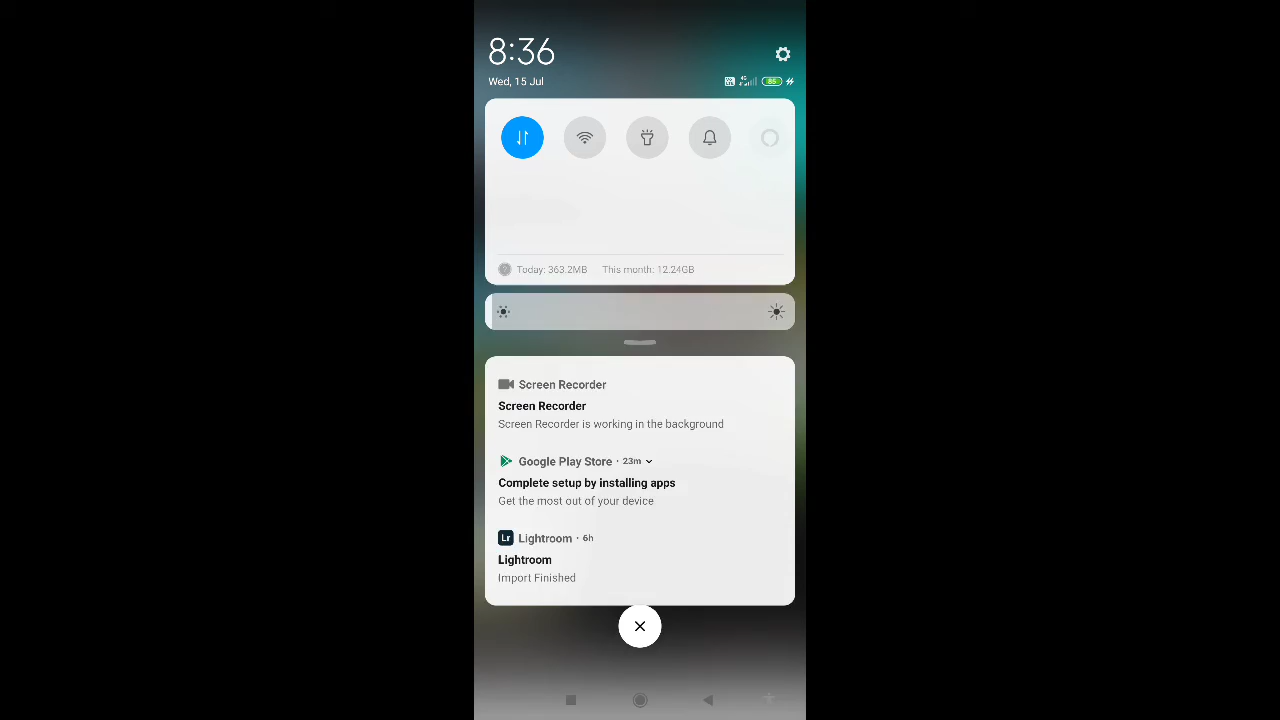 8:36
Wed, 15 Jul
4G
85
Today: 363.2MB This month: 12.24GB
Screen Recorder
Screen Recorder
Screen Recorder is working in the background
Google Play Store · 23m
Complete setup by installing apps
Get the most out of your device
Lr Lightroom · 6h
Lightroom
Import Finished